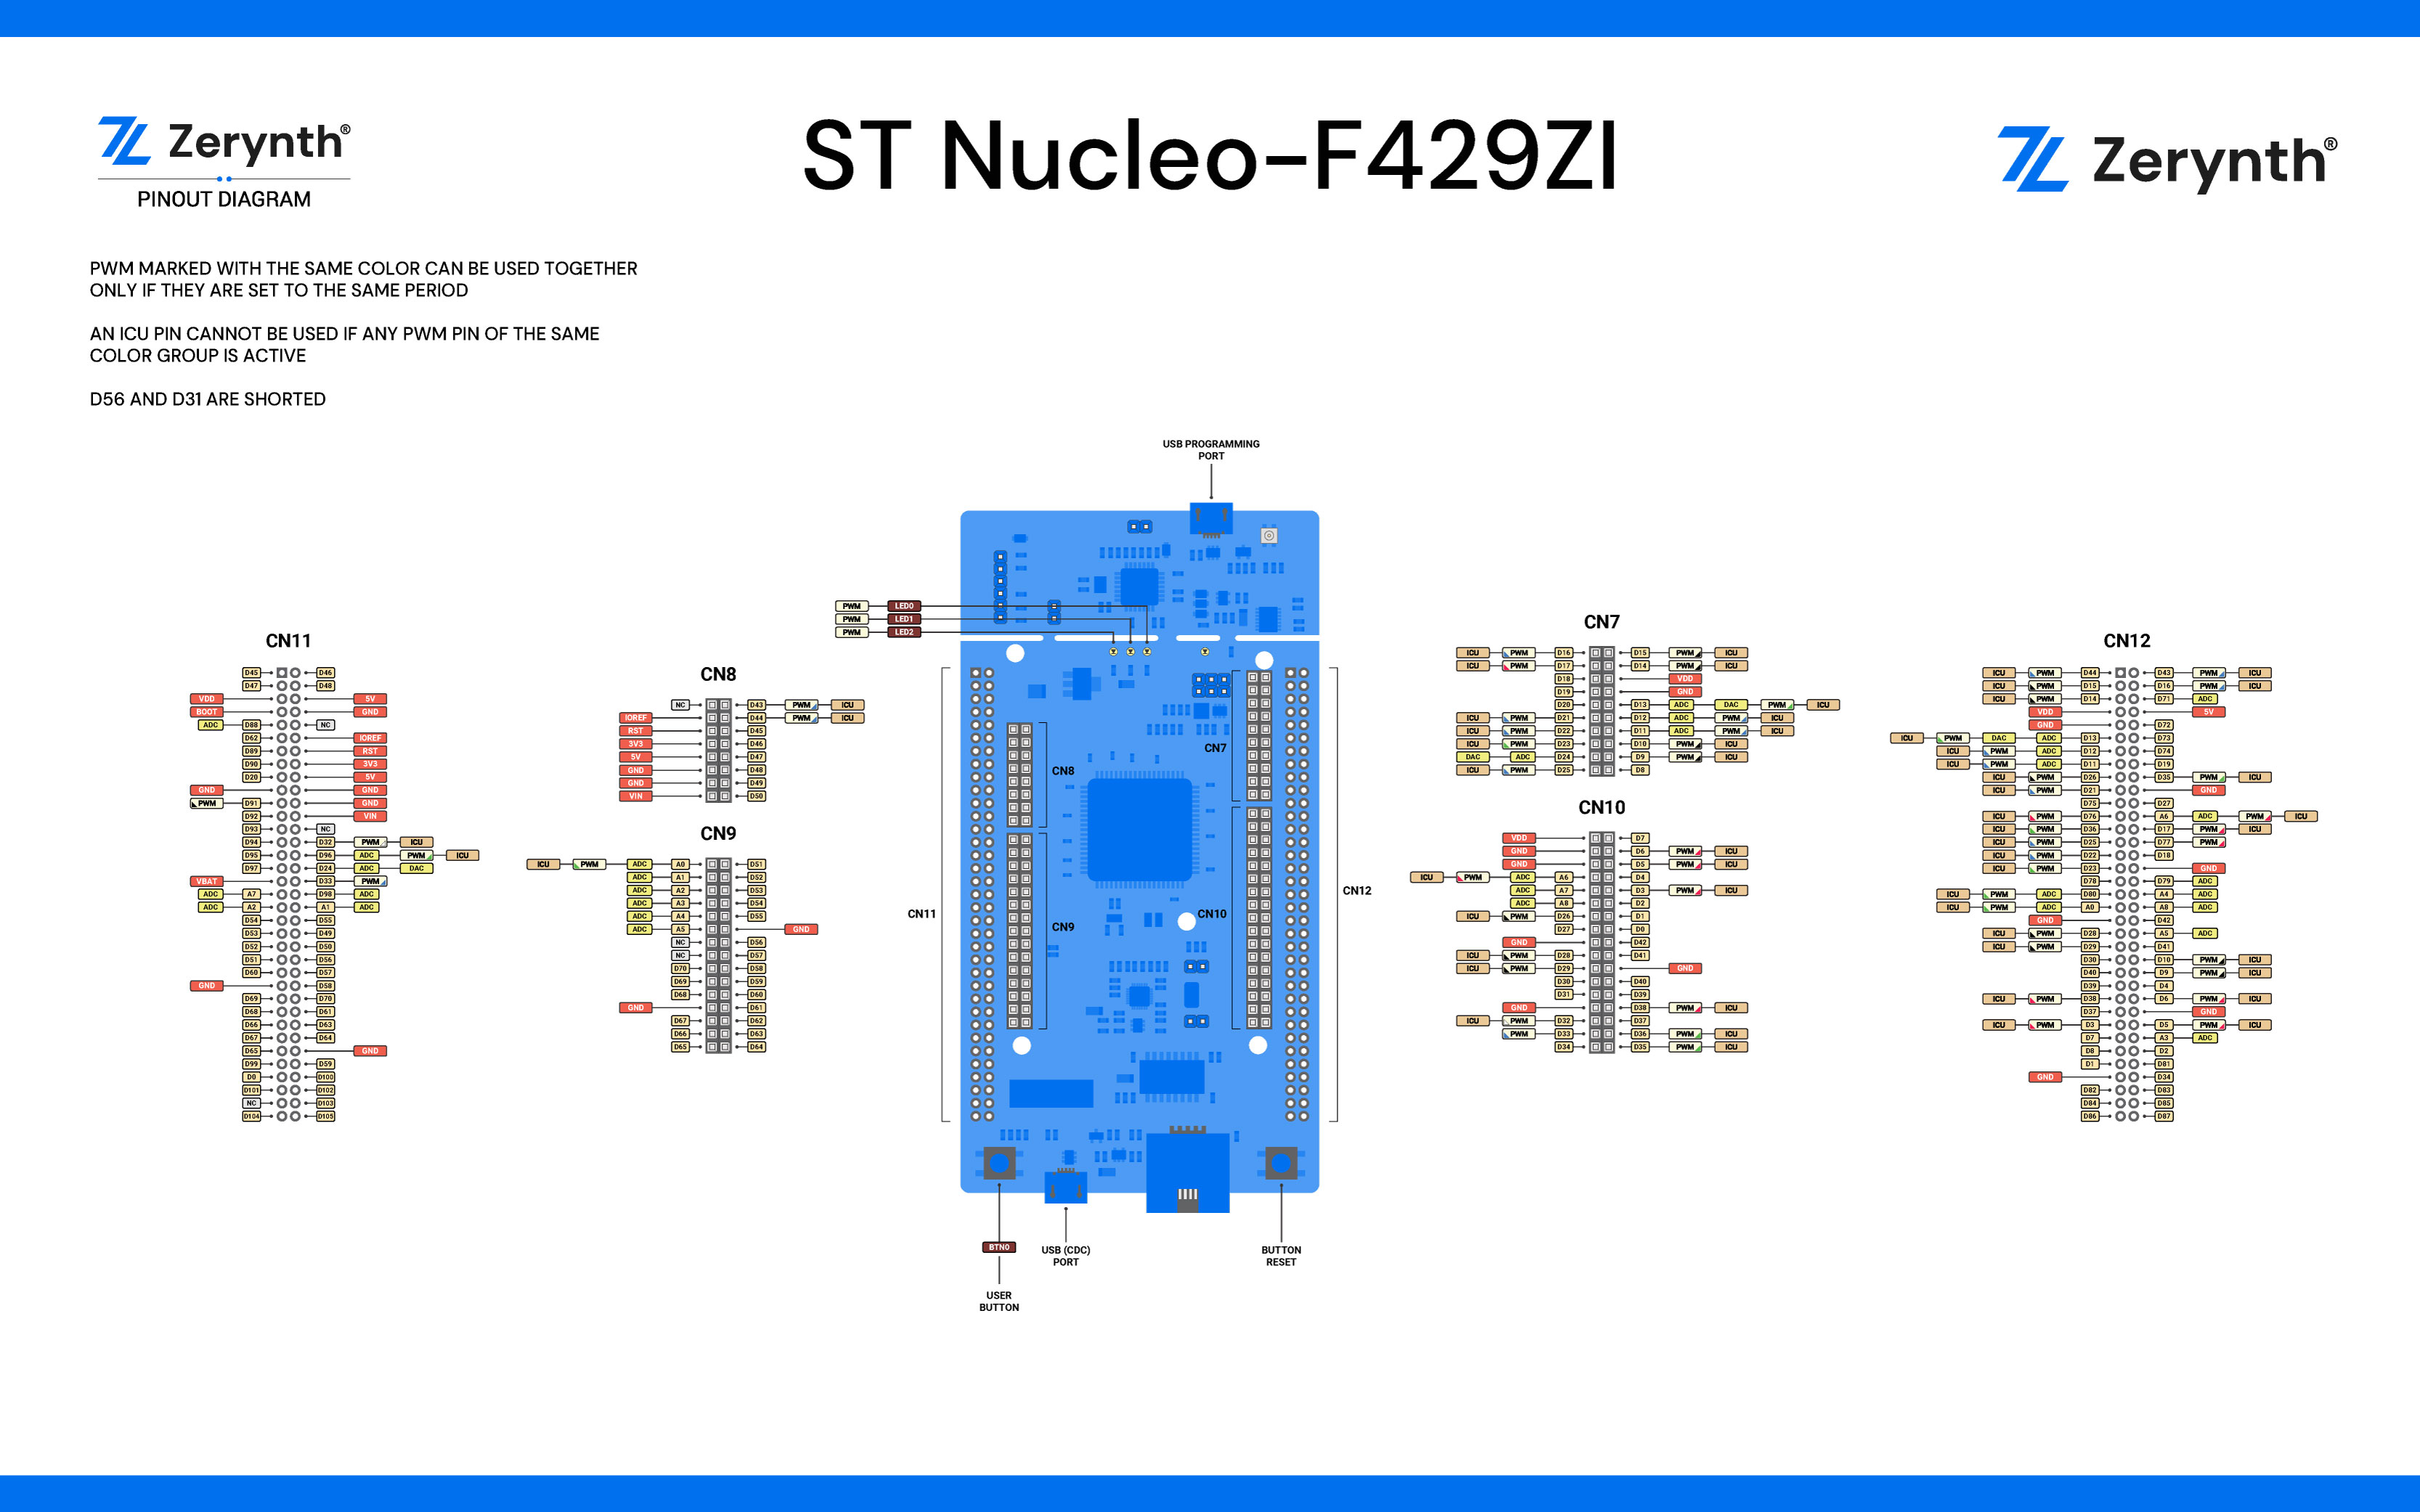 Zerynth®
PINOUT DIAGRAM
ST Nucleo-F429ZI
Zerynth®
PWM MARKED WITH THE SAME COLOR CAN BE USED TOGETHER
ONLY IF THEY ARE SET TO THE SAME PERIOD
AN ICU PIN CANNOT BE USED IF ANY PWM PIN OF THE SAME
COLOR GROUP IS ACTIVE
D56 AND D31 ARE SHORTED
USB PROGRAMMING
PORT
PWM LED0
PWM LED1
PWM LED2
CN11
D45 D46
D47 D48
VDD 5V
BOOT GND
ADC D88 NC
D62 IOREF
D89 RST
D90 3V3
D20 5V
GND GND
PWM D91 GND
D92 VIN
D93 NC
D94 D32 PWM ICU
D95 D96 ADC PWM ICU
D97 D24 ADC DAC
VBAT D33 PWM
ADC A7 D98 ADC
ADC A2 A1 ADC
D54 D55
D53 D49
D52 D50
D51 D56
D60 D57
GND D58
D69 D70
D68 D61
D66 D63
D67 D64
D65 GND
D99 D59
D0 D100
D101 D102
NC D103
D104 D105
CN8
NC D43 PWM ICU
IOREF D44 PWM ICU
RST D45
3V3 D46
5V D47
GND D48
GND D49
VIN D50
CN9
ICU PWM ADC A0 D51
ADC A1 D52
ADC A2 D53
ADC A3 D54
ADC A4 D55
ADC A5 GND
NC D56
NC D57
D70 D58
D69 D59
D68 D60
GND D61
D67 D62
D66 D63
D65 D64
CN7
CN8
CN12
CN11
CN10
CN9
BTN0
USER
BUTTON
USB (CDC)
PORT
BUTTON
RESET
CN7
ICU PWM D16 D15 PWM ICU
ICU PWM D17 D14 PWM ICU
D18 VDD
D19 GND
D20 D13 ADC DAC PWM ICU
ICU PWM D21 D12 ADC PWM ICU
ICU PWM D22 D11 ADC PWM ICU
ICU PWM D23 D10 PWM ICU
DAC ADC D24 D9 PWM ICU
ICU PWM D25 D8
CN10
VDD D7
GND D6 PWM ICU
GND D5 PWM ICU
ICU PWM ADC A6 D4
ADC A7 D3 PWM ICU
ADC A8 D2
ICU PWM D26 D1
D27 D0
GND D42
ICU PWM D28 D41
ICU PWM D29 GND
D30 D40
D31 D39
GND D38 PWM ICU
ICU PWM D32 D37
PWM D33 D36 PWM ICU
D34 D35 PWM ICU
CN12
ICU PWM D44 D43 PWM ICU
ICU PWM D15 D16 PWM ICU
ICU PWM D14 D71 ADC
VDD 5V
GND D72
ICU PWM DAC ADC D13 D73
ICU PWM ADC D12 D74
ICU PWM ADC D11 D19
ICU PWM D26 D35 PWM ICU
ICU PWM D21 GND
D75 D27
ICU PWM D76 A6 ADC PWM ICU
ICU PWM D36 D17 PWM ICU
ICU PWM D25 D77 PWM
ICU PWM D22 D18
ICU PWM D23 GND
D78 D79 ADC
ICU PWM ADC D80 A4 ADC
ICU PWM ADC A0 A8 ADC
GND D42
ICU PWM D28 A5 ADC
ICU PWM D29 D41
D30 D10 PWM ICU
D40 D9 PWM ICU
D39 D4
ICU PWM D38 D6 PWM ICU
D37 GND
ICU PWM D3 D5 PWM ICU
D7 A3 ADC
D8 D2
D1 D81
GND D34
D82 D83
D84 D85
D86 D87